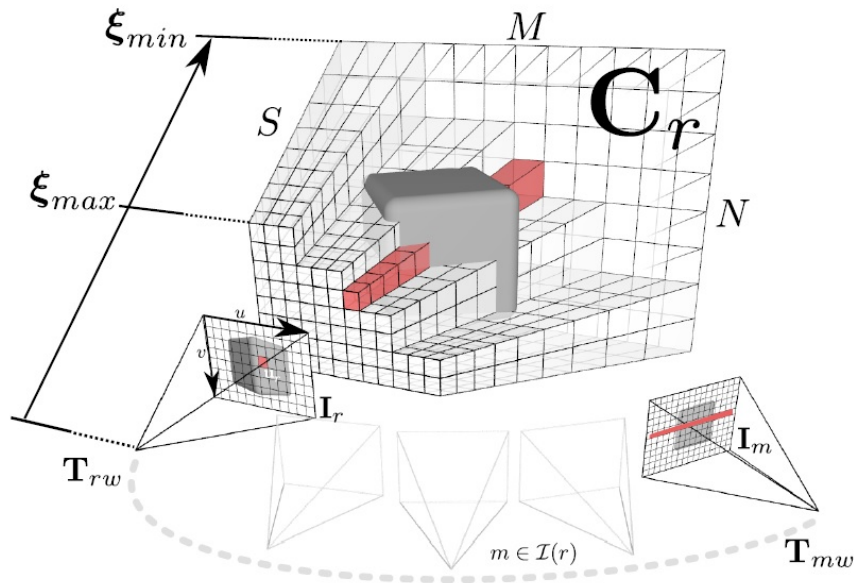 ξ_min
M
C_r
S
ξ_max
N
u
v
I_r
I_m
T_rw
m ∈ I(r)
T_mw